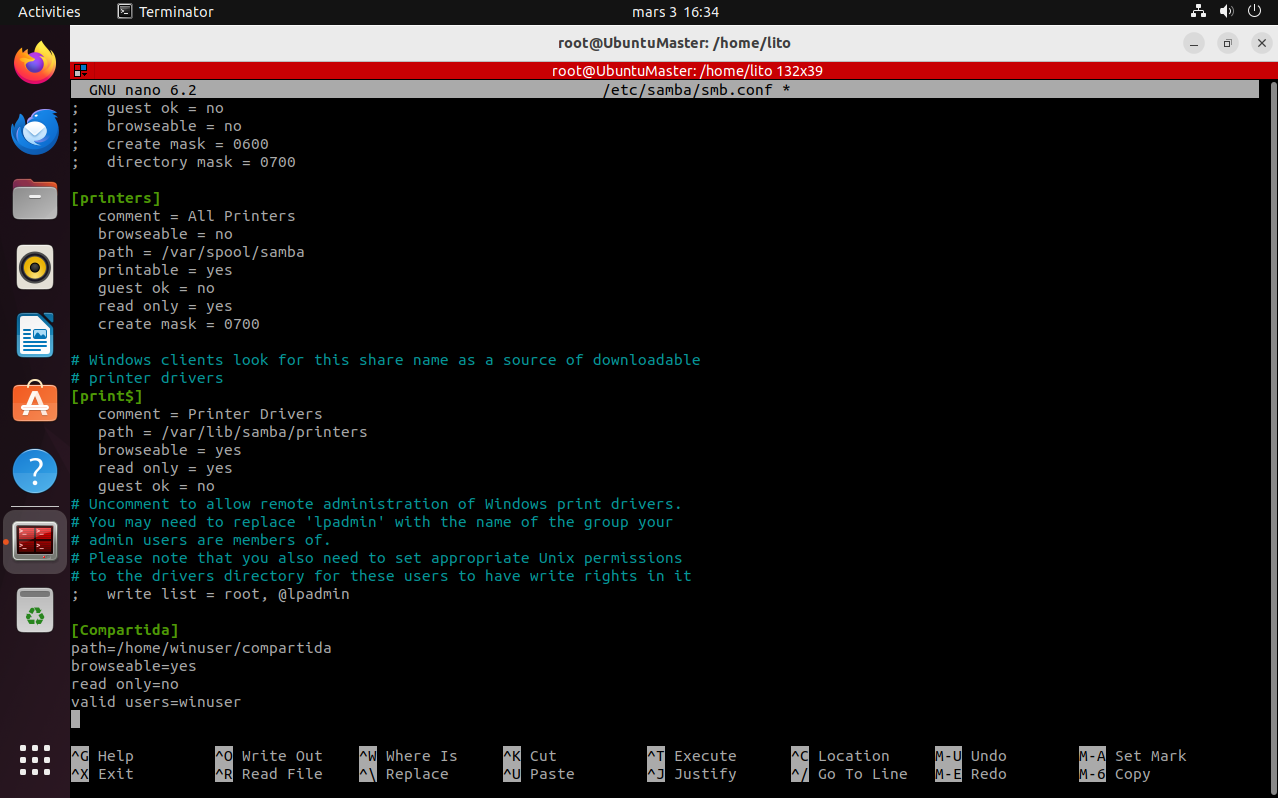 Activities
Terminator
mars 3 16:34
root@UbuntuMaster: /home/lito
root@UbuntuMaster: /home/lito 132x39
GNU nano 6.2 /etc/samba/smb.conf *
;   guest ok = no
;   browseable = no
;   create mask = 0600
;   directory mask = 0700
[printers]
   comment = All Printers
   browseable = no
   path = /var/spool/samba
   printable = yes
   guest ok = no
   read only = yes
   create mask = 0700
# Windows clients look for this share name as a source of downloadable
# printer drivers
[print$]
   comment = Printer Drivers
   path = /var/lib/samba/printers
   browseable = yes
   read only = yes
   guest ok = no
# Uncomment to allow remote administration of Windows print drivers.
# You may need to replace 'lpadmin' with the name of the group your
# admin users are members of.
# Please note that you also need to set appropriate Unix permissions
# to the drivers directory for these users to have write rights in it
;   write list = root, @lpadmin
[Compartida]
path=/home/winuser/compartida
browseable=yes
read only=no
valid users=winuser
^G Help ^O Write Out ^W Where Is ^K Cut ^T Execute ^C Location M-U Undo M-A Set Mark
^X Exit ^R Read File ^\ Replace ^U Paste ^J Justify ^/ Go To Line M-E Redo M-6 Copy